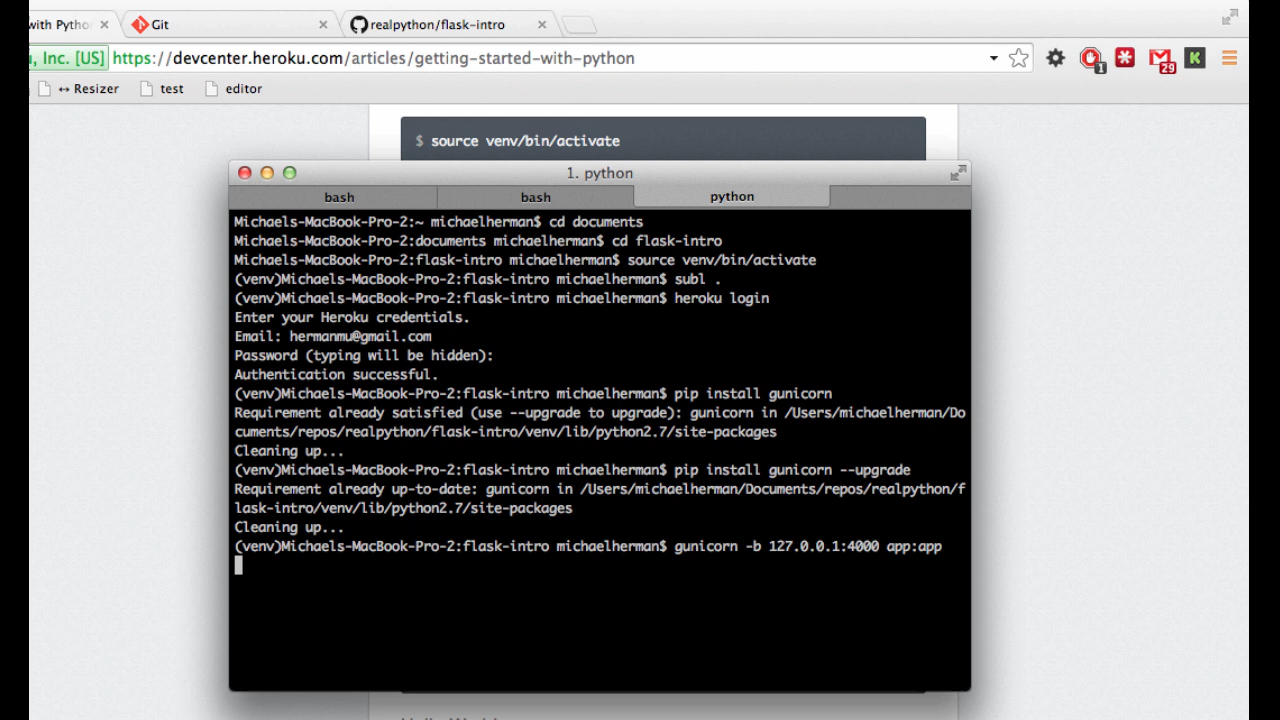 with Pytho
Git
realpython/flask-intro
, Inc. [US] https://devcenter.heroku.com/articles/getting-started-with-python
1
29
K
↔ Resizer
test
editor
$ source venv/bin/activate
1. python
bash
bash
python
Michaels-MacBook-Pro-2:~ michaelherman$ cd documents
Michaels-MacBook-Pro-2:documents michaelherman$ cd flask-intro
Michaels-MacBook-Pro-2:flask-intro michaelherman$ source venv/bin/activate
(venv)Michaels-MacBook-Pro-2:flask-intro michaelherman$ subl .
(venv)Michaels-MacBook-Pro-2:flask-intro michaelherman$ heroku login
Enter your Heroku credentials.
Email: hermanmu@gmail.com
Password (typing will be hidden):
Authentication successful.
(venv)Michaels-MacBook-Pro-2:flask-intro michaelherman$ pip install gunicorn
Requirement already satisfied (use --upgrade to upgrade): gunicorn in /Users/michaelherman/Do
cuments/repos/realpython/flask-intro/venv/lib/python2.7/site-packages
Cleaning up...
(venv)Michaels-MacBook-Pro-2:flask-intro michaelherman$ pip install gunicorn --upgrade
Requirement already up-to-date: gunicorn in /Users/michaelherman/Documents/repos/realpython/f
lask-intro/venv/lib/python2.7/site-packages
Cleaning up...
(venv)Michaels-MacBook-Pro-2:flask-intro michaelherman$ gunicorn -b 127.0.0.1:4000 app:app